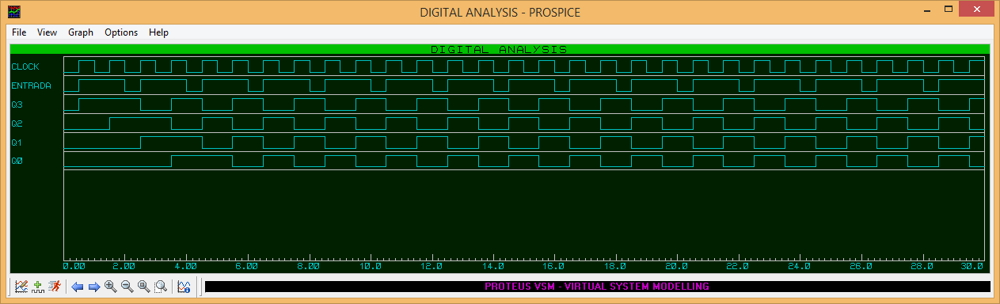 DIGITAL ANALYSIS - PROSPICE
File View Graph Options Help
DIGITAL ANALYSIS
CLOCK
ENTRADA
Q3
Q2
Q1
Q0
0.00 2.00 4.00 6.00 8.00 10.0 12.0 14.0 16.0 18.0 20.0 22.0 24.0 26.0 28.0 30.0
PROTEUS VSM - VIRTUAL SYSTEM MODELLING